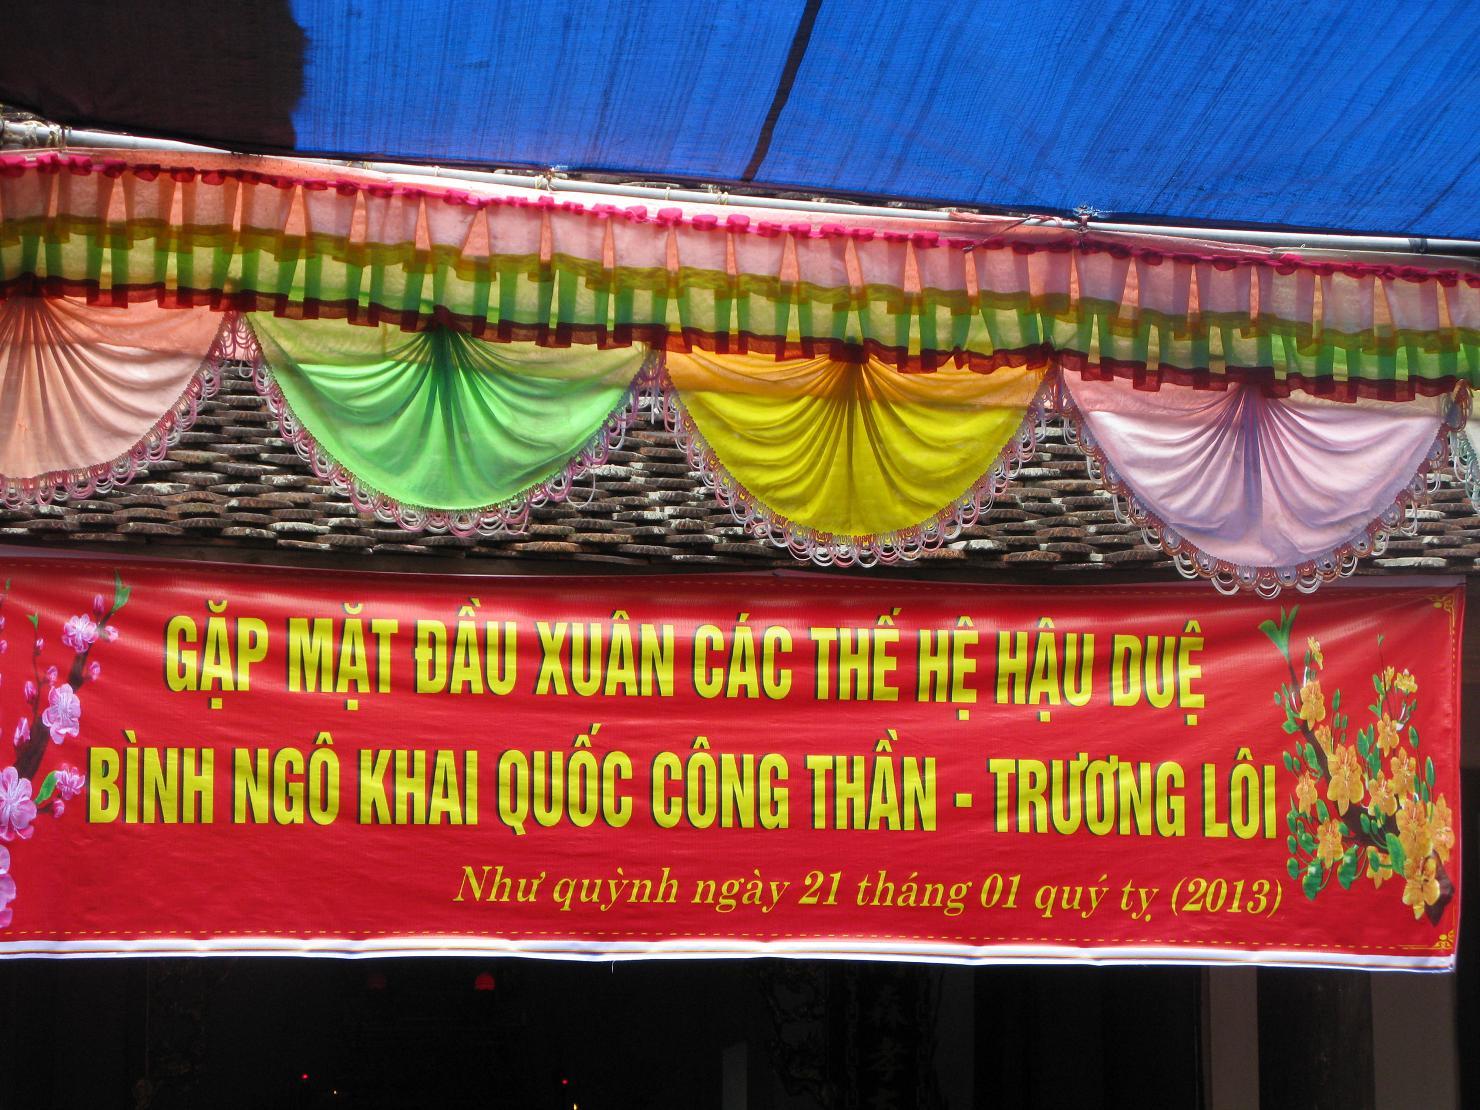 GẶP MẶT ĐẦU XUÂN CÁC THẾ HỆ HẬU DUỆ
BÌNH NGÔ KHAI QUỐC CÔNG THẦN - TRƯƠNG LÔI
Như quỳnh ngày 21 tháng 01 quý tỵ (2013)